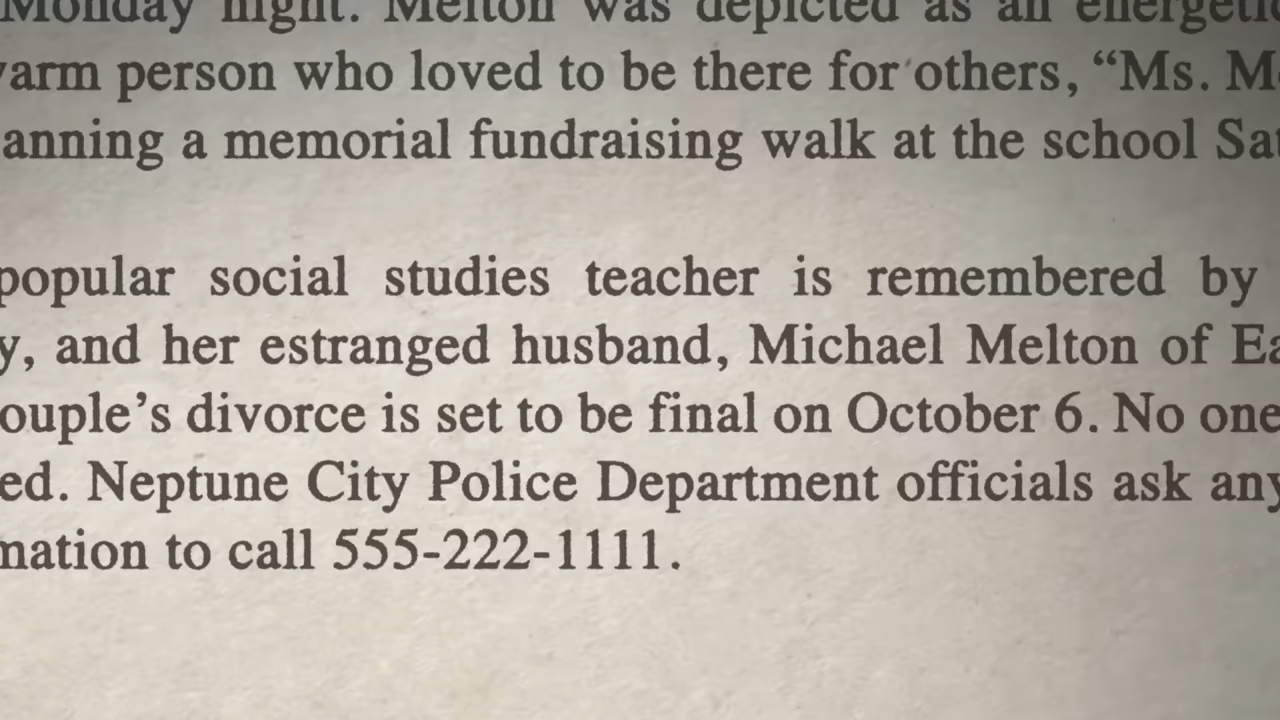 Monday night. Melton was depicted as an energetic
warm person who loved to be there for others, “Ms. M
anning a memorial fundraising walk at the school Sa
popular social studies teacher is remembered by
y, and her estranged husband, Michael Melton of Ea
ouple’s divorce is set to be final on October 6. No one
ed. Neptune City Police Department officials ask any
mation to call 555-222-1111.